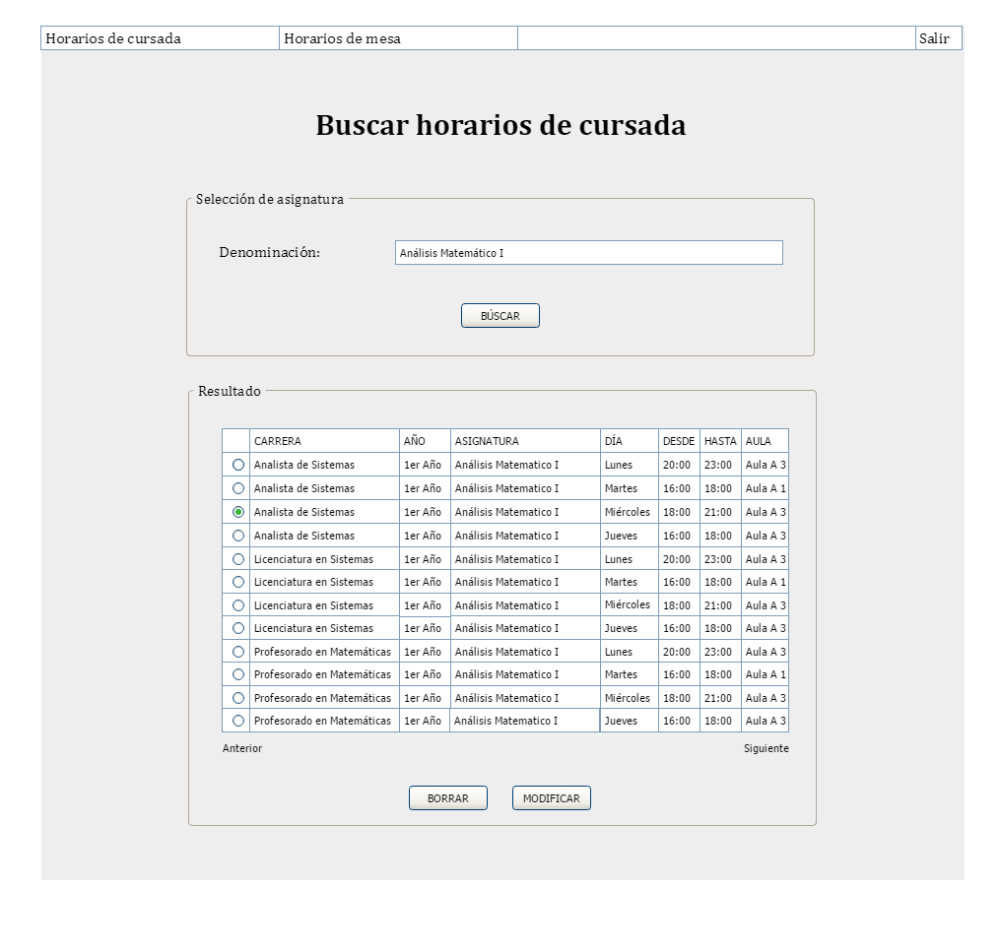 Horarios de cursada Horarios de mesa Salir
Buscar horarios de cursada
Selección de asignatura
Denominación: Análisis Matemático I
BÚSCAR
Resultado
CARRERA AÑO ASIGNATURA DÍA DESDE HASTA AULA
Analista de Sistemas 1er Año Análisis Matematico I Lunes 20:00 23:00 Aula A 3
Analista de Sistemas 1er Año Análisis Matematico I Martes 16:00 18:00 Aula A 1
Analista de Sistemas 1er Año Análisis Matematico I Miércoles 18:00 21:00 Aula A 3
Analista de Sistemas 1er Año Análisis Matematico I Jueves 16:00 18:00 Aula A 3
Licenciatura en Sistemas 1er Año Análisis Matematico I Lunes 20:00 23:00 Aula A 3
Licenciatura en Sistemas 1er Año Análisis Matematico I Martes 16:00 18:00 Aula A 1
Licenciatura en Sistemas 1er Año Análisis Matematico I Miércoles 18:00 21:00 Aula A 3
Licenciatura en Sistemas 1er Año Análisis Matematico I Jueves 16:00 18:00 Aula A 3
Profesorado en Matemáticas 1er Año Análisis Matematico I Lunes 20:00 23:00 Aula A 3
Profesorado en Matemáticas 1er Año Análisis Matematico I Martes 16:00 18:00 Aula A 1
Profesorado en Matemáticas 1er Año Análisis Matematico I Miércoles 18:00 21:00 Aula A 3
Profesorado en Matemáticas 1er Año Análisis Matematico I Jueves 16:00 18:00 Aula A 3
Anterior Siguiente
BORRAR MODIFICAR